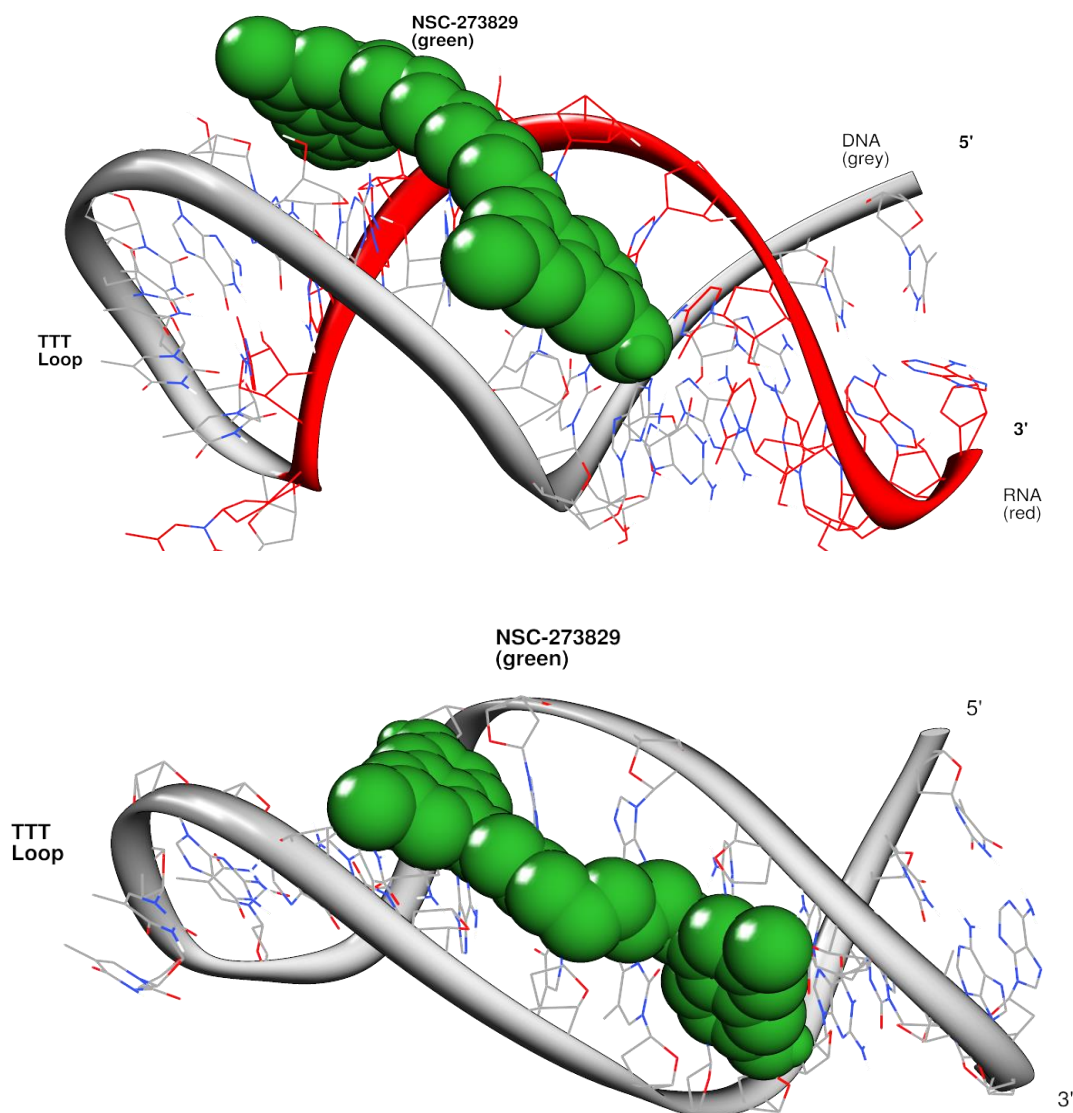 NSC-273829
(green)
DNA
(grey)
5'
TTT
Loop
3'
RNA
(red)
NSC-273829
(green)
5'
TTT
Loop
3'